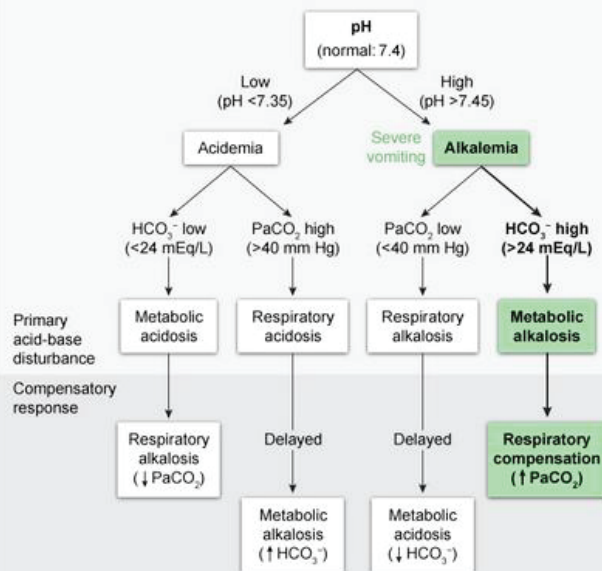 pH
(normal: 7.4)
Low
(pH <7.35)
High
(pH >7.45)
Acidemia
Severe
vomiting
Alkalemia
HCO₃⁻ low
(<24 mEq/L)
PaCO₂ high
(>40 mm Hg)
PaCO₂ low
(<40 mm Hg)
HCO₃⁻ high
(>24 mEq/L)
Primary
acid-base
disturbance
Metabolic
acidosis
Respiratory
acidosis
Respiratory
alkalosis
Metabolic
alkalosis
Compensatory
response
Respiratory
alkalosis
(↓PaCO₂)
Delayed
Delayed
Respiratory
compensation
(↑PaCO₂)
Metabolic
alkalosis
(↑HCO₃⁻)
Metabolic
acidosis
(↓HCO₃⁻)